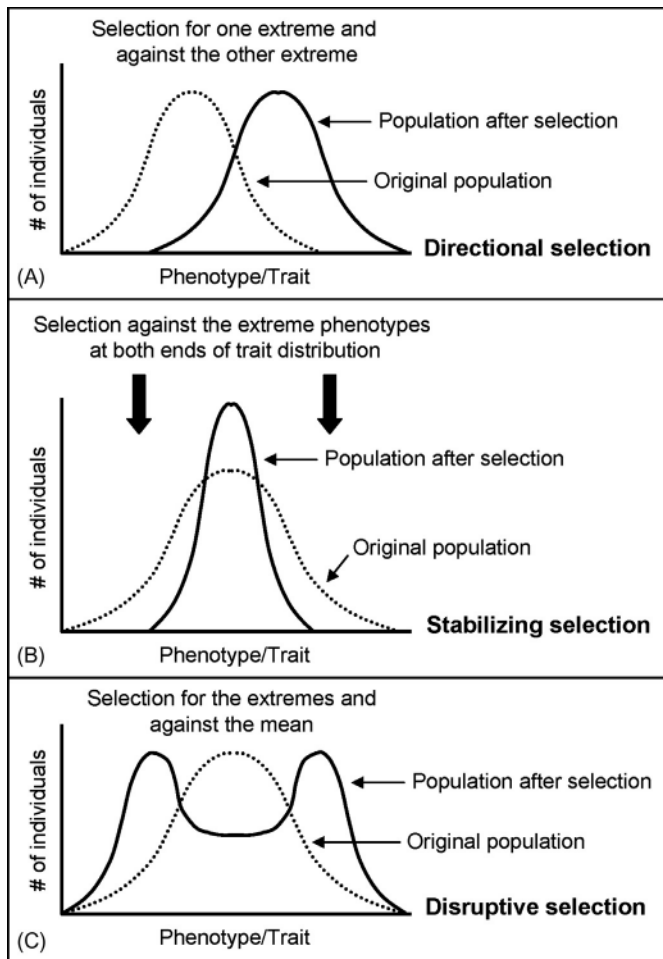 Selection for one extreme and
against the other extreme
# of individuals
Population after selection
Original population
Directional selection
(A)
Phenotype/Trait
Selection against the extreme phenotypes
at both ends of trait distribution
# of individuals
Population after selection
Original population
Stabilizing selection
(B)
Phenotype/Trait
Selection for the extremes and
against the mean
# of individuals
Population after selection
Original population
Disruptive selection
(C)
Phenotype/Trait